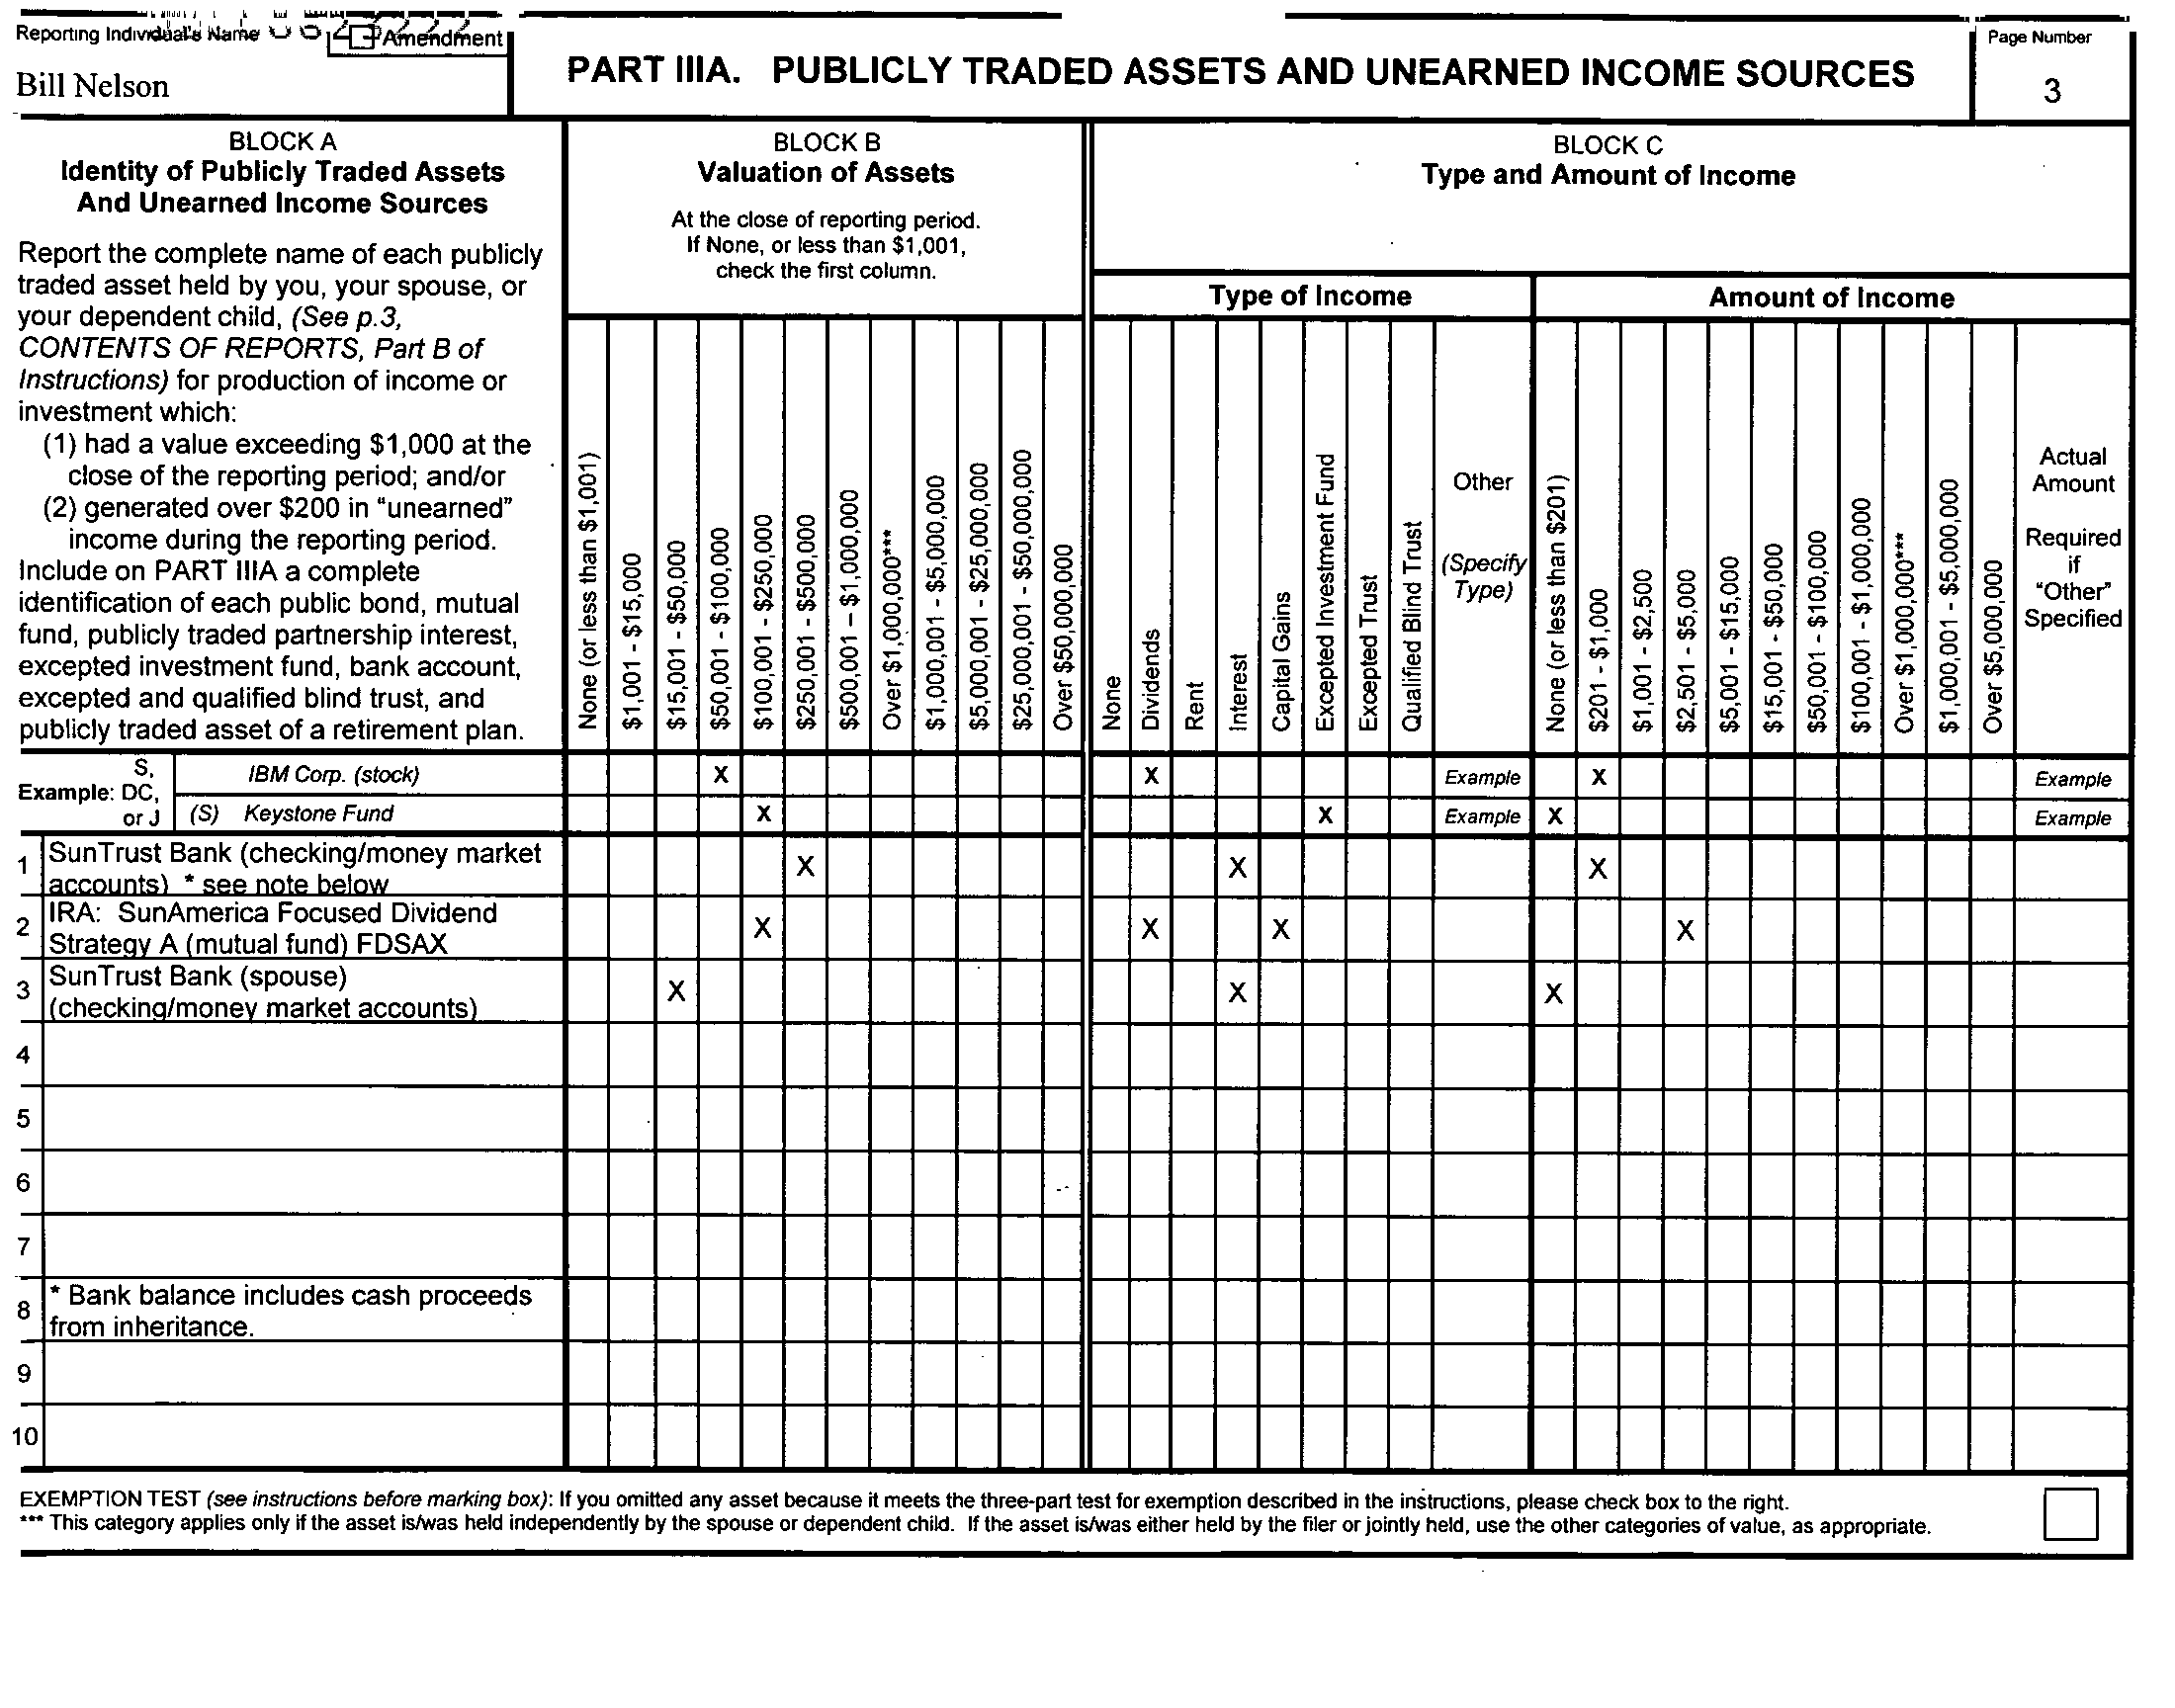 Reporting Individual's Name
Amendment
Bill Nelson
PART IIIA. PUBLICLY TRADED ASSETS AND UNEARNED INCOME SOURCES
Page Number
3
BLOCK A
Identity of Publicly Traded Assets
And Unearned Income Sources
Report the complete name of each publicly
traded asset held by you, your spouse, or
your dependent child, (See p.3,
CONTENTS OF REPORTS, Part B of
Instructions) for production of income or
investment which:
(1) had a value exceeding $1,000 at the
close of the reporting period; and/or
(2) generated over $200 in “unearned”
income during the reporting period.
Include on PART IIIA a complete
identification of each public bond, mutual
fund, publicly traded partnership interest,
excepted investment fund, bank account,
excepted and qualified blind trust, and
publicly traded asset of a retirement plan.
BLOCK B
Valuation of Assets
At the close of reporting period.
If None, or less than $1,001,
check the first column.
None (or less than $1,001)
$1,001 - $15,000
$15,001 - $50,000
$50,001 - $100,000
$100,001 - $250,000
$250,001 - $500,000
$500,001 – $1,000,000
Over $1,000,000***
$1,000,001 - $5,000,000
$5,000,001 - $25,000,000
$25,000,001 - $50,000,000
Over $50,000,000
BLOCK C
Type and Amount of Income
Type of Income
None
Dividends
Rent
Interest
Capital Gains
Excepted Investment Fund
Excepted Trust
Qualified Blind Trust
Other
(Specify
Type)
Amount of Income
None (or less than $201)
$201 - $1,000
$1,001 - $2,500
$2,501 - $5,000
$5,001 - $15,000
$15,001 - $50,000
$50,001 - $100,000
$100,001 - $1,000,000
Over $1,000,000***
$1,000,001 - $5,000,000
Over $5,000,000
Actual
Amount
Required
if
“Other”
Specified
Example: S, DC, or J
IBM Corp. (stock) X X Example X Example
(S) Keystone Fund X X Example X Example
1 SunTrust Bank (checking/money market
accounts) * see note below X X X
2 IRA: SunAmerica Focused Dividend
Strategy A (mutual fund) FDSAX X X X X
3 SunTrust Bank (spouse)
(checking/money market accounts) X X X
4
5
6
7
8 * Bank balance includes cash proceeds
from inheritance.
9
10
EXEMPTION TEST (see instructions before marking box): If you omitted any asset because it meets the three-part test for exemption described in the instructions, please check box to the right.
*** This category applies only if the asset is/was held independently by the spouse or dependent child. If the asset is/was either held by the filer or jointly held, use the other categories of value, as appropriate.